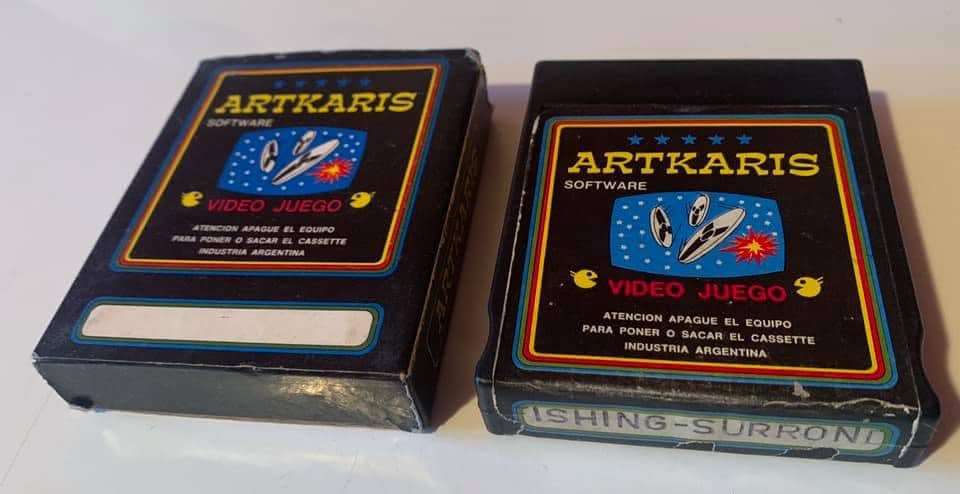 ARTKARIS
SOFTWARE
VIDEO JUEGO
ATENCION APAGUE EL EQUIPO
PARA PONER O SACAR EL CASSETTE
INDUSTRIA ARGENTINA
ARTKARIS
ARTKARIS
SOFTWARE
VIDEO JUEGO
ATENCION APAGUE EL EQUIPO
PARA PONER O SACAR EL CASSETTE
INDUSTRIA ARGENTINA
ISHING-SURROND